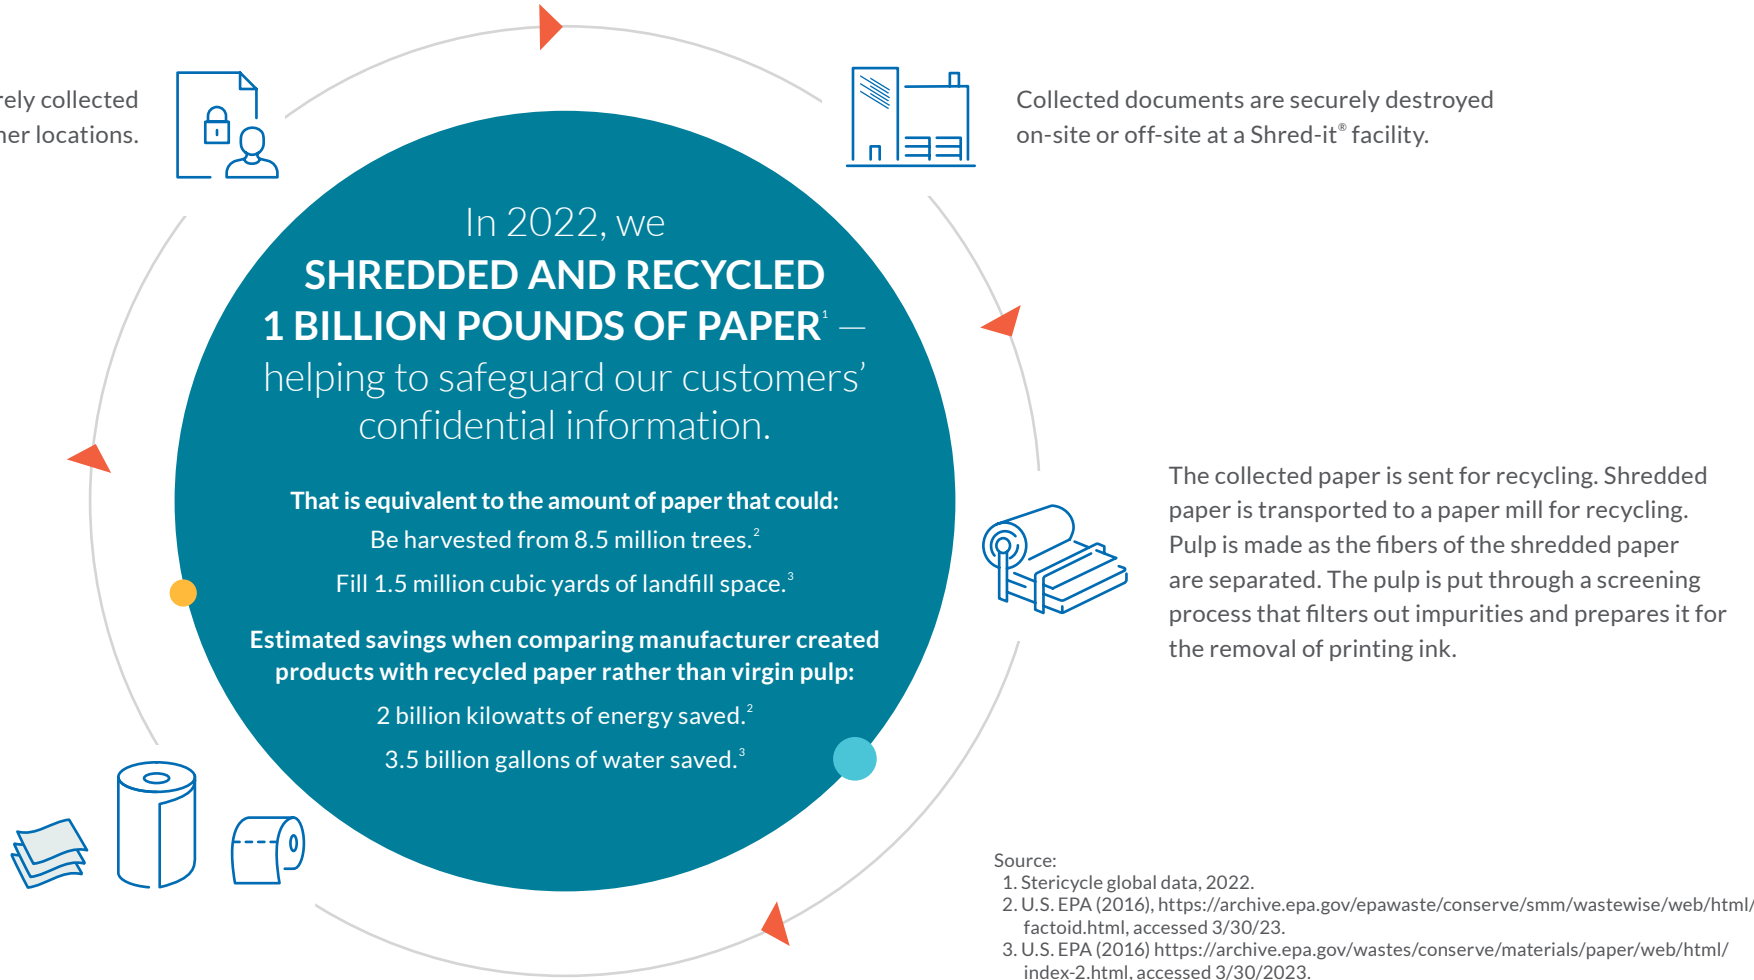 collected
locations.
Collected documents are securely destroyed
on-site or off-site at a Shred-it® facility.
In 2022, we
SHREDDED AND RECYCLED
1 BILLION POUNDS OF PAPER¹ —
helping to safeguard our customers’
confidential information.
That is equivalent to the amount of paper that could:
Be harvested from 8.5 million trees.²
Fill 1.5 million cubic yards of landfill space.³
Estimated savings when comparing manufacturer created
products with recycled paper rather than virgin pulp:
2 billion kilowatts of energy saved.²
3.5 billion gallons of water saved.³
The collected paper is sent for recycling. Shredded
paper is transported to a paper mill for recycling.
Pulp is made as the fibers of the shredded paper
are separated. The pulp is put through a screening
process that filters out impurities and prepares it for
the removal of printing ink.
Source:
1. Stericycle global data, 2022.
2. U.S. EPA (2016), https://archive.epa.gov/epawaste/conserve/smm/wastewise/web/html/
factoid.html, accessed 3/30/23.
3. U.S. EPA (2016) https://archive.epa.gov/wastes/conserve/materials/paper/web/html/
index-2.html, accessed 3/30/2023.